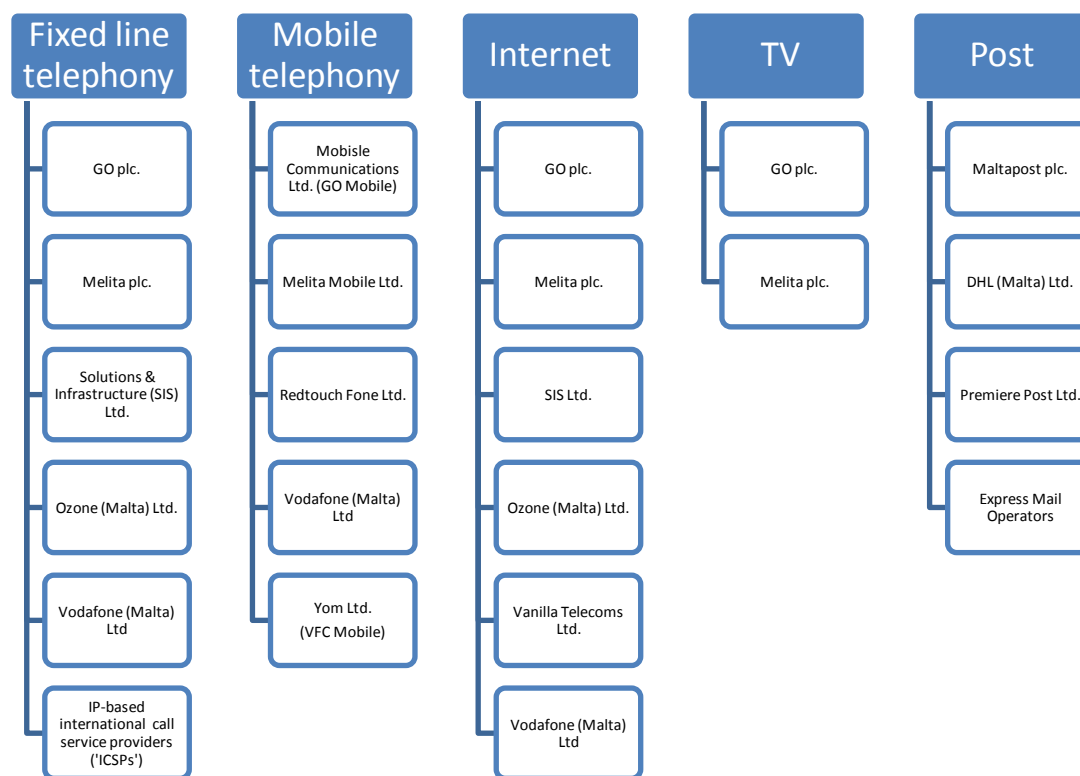 Fixed line
telephony
GO plc.
Melita plc.
Solutions &
Infrastructure (SIS)
Ltd.
Ozone (Malta) Ltd.
Vodafone (Malta)
Ltd
IP-based
international call
service providers
('ICSPs')
Mobile
telephony
Mobisle
Communications
Ltd. (GO Mobile)
Melita Mobile Ltd.
Redtouch Fone Ltd.
Vodafone (Malta)
Ltd
Yom Ltd.
(VFC Mobile)
Internet
GO plc.
Melita plc.
SIS Ltd.
Ozone (Malta) Ltd.
Vanilla Telecoms
Ltd.
Vodafone (Malta)
Ltd
TV
GO plc.
Melita plc.
Post
Maltapost plc.
DHL (Malta) Ltd.
Premiere Post Ltd.
Express Mail
Operators